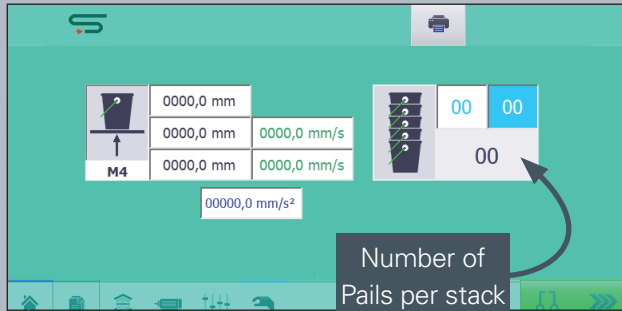 0000,0 mm
0000,0 mm 0000,0 mm/s
M4 0000,0 mm 0000,0 mm/s
00000,0 mm/s²
00 00
00
Number of
Pails per stack